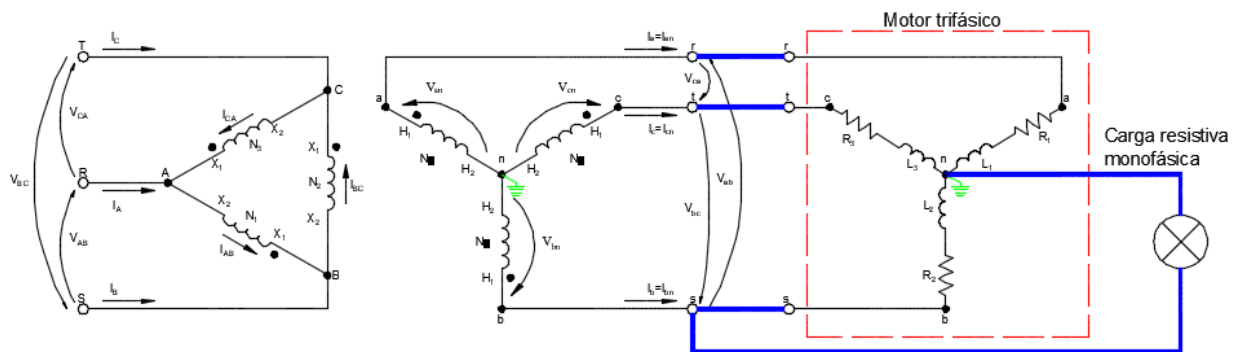 Motor trifásico
T
I_C
V_CA
V_BC
R
I_A
V_AB
S
I_B
A
B
C
I_CA
X_2
N_3
X_1
X_1
N_2
X_2
I_BC
X_2
N_1
X_1
I_AB
a
V_an
H_1
H_2
N
V_cn
c
H_1
H_2
N
n
H_2
N
H_1
V_bn
b
I_a=I_an
r
r
V_ca
t
t
I_c=I_cn
V_ab
V_bc
I_b=I_bn
s
s
c
R_3
L_3
n
L_1
R_1
a
L_2
R_2
b
Carga resistiva
monofásica